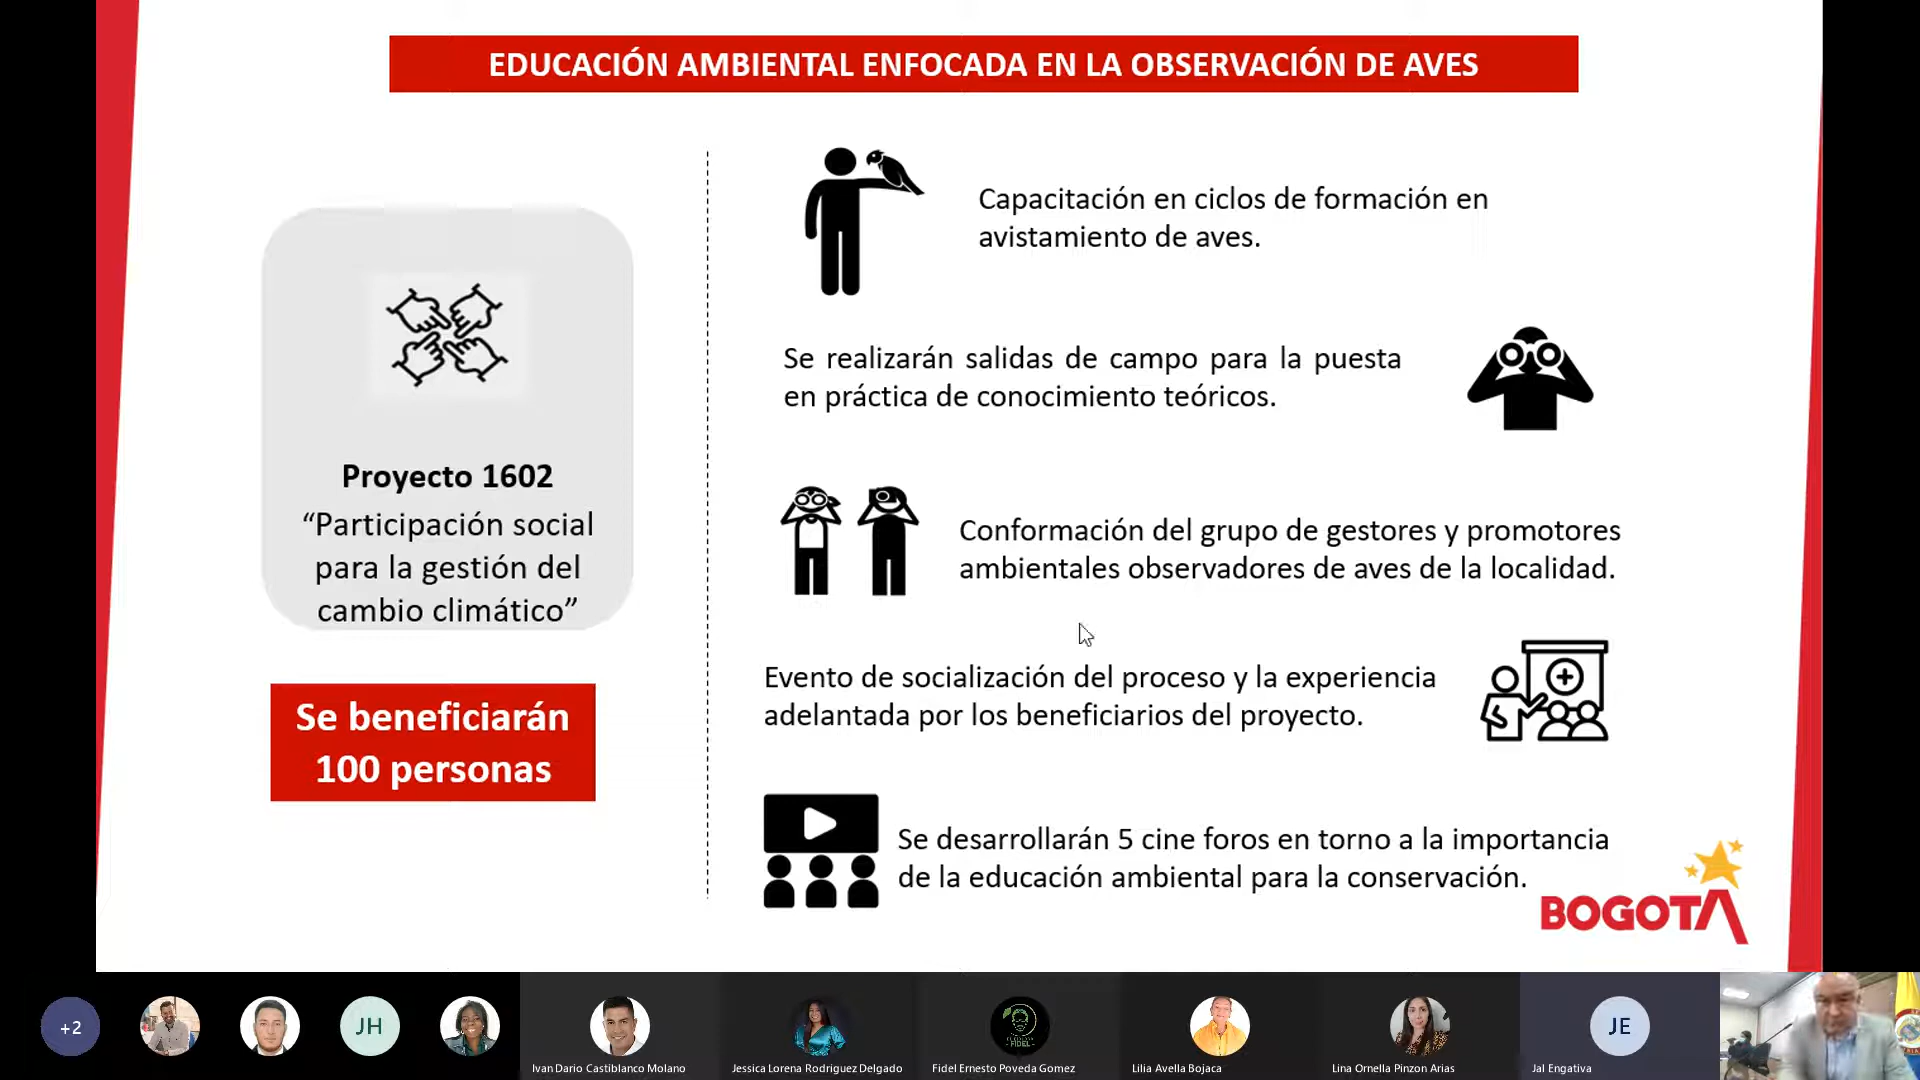 EDUCACIÓN AMBIENTAL ENFOCADA EN LA OBSERVACIÓN DE AVES
Proyecto 1602
“Participación social
para la gestión del
cambio climático”
Se beneficiarán
100 personas
Capacitación en ciclos de formación en
avistamiento de aves.
Se realizarán salidas de campo para la puesta
en práctica de conocimiento teóricos.
Conformación del grupo de gestores y promotores
ambientales observadores de aves de la localidad.
Evento de socialización del proceso y la experiencia
adelantada por los beneficiarios del proyecto.
Se desarrollarán 5 cine foros en torno a la importancia
de la educación ambiental para la conservación.
BOGOTA
+2
JH
FIDEL
JE
Ivan Dario Castiblanco Molano
Jessica Lorena Rodriguez Delgado
Fidel Ernesto Poveda Gomez
Lilia Avella Bojaca
Lina Ornella Pinzon Arias
Jal Engativa